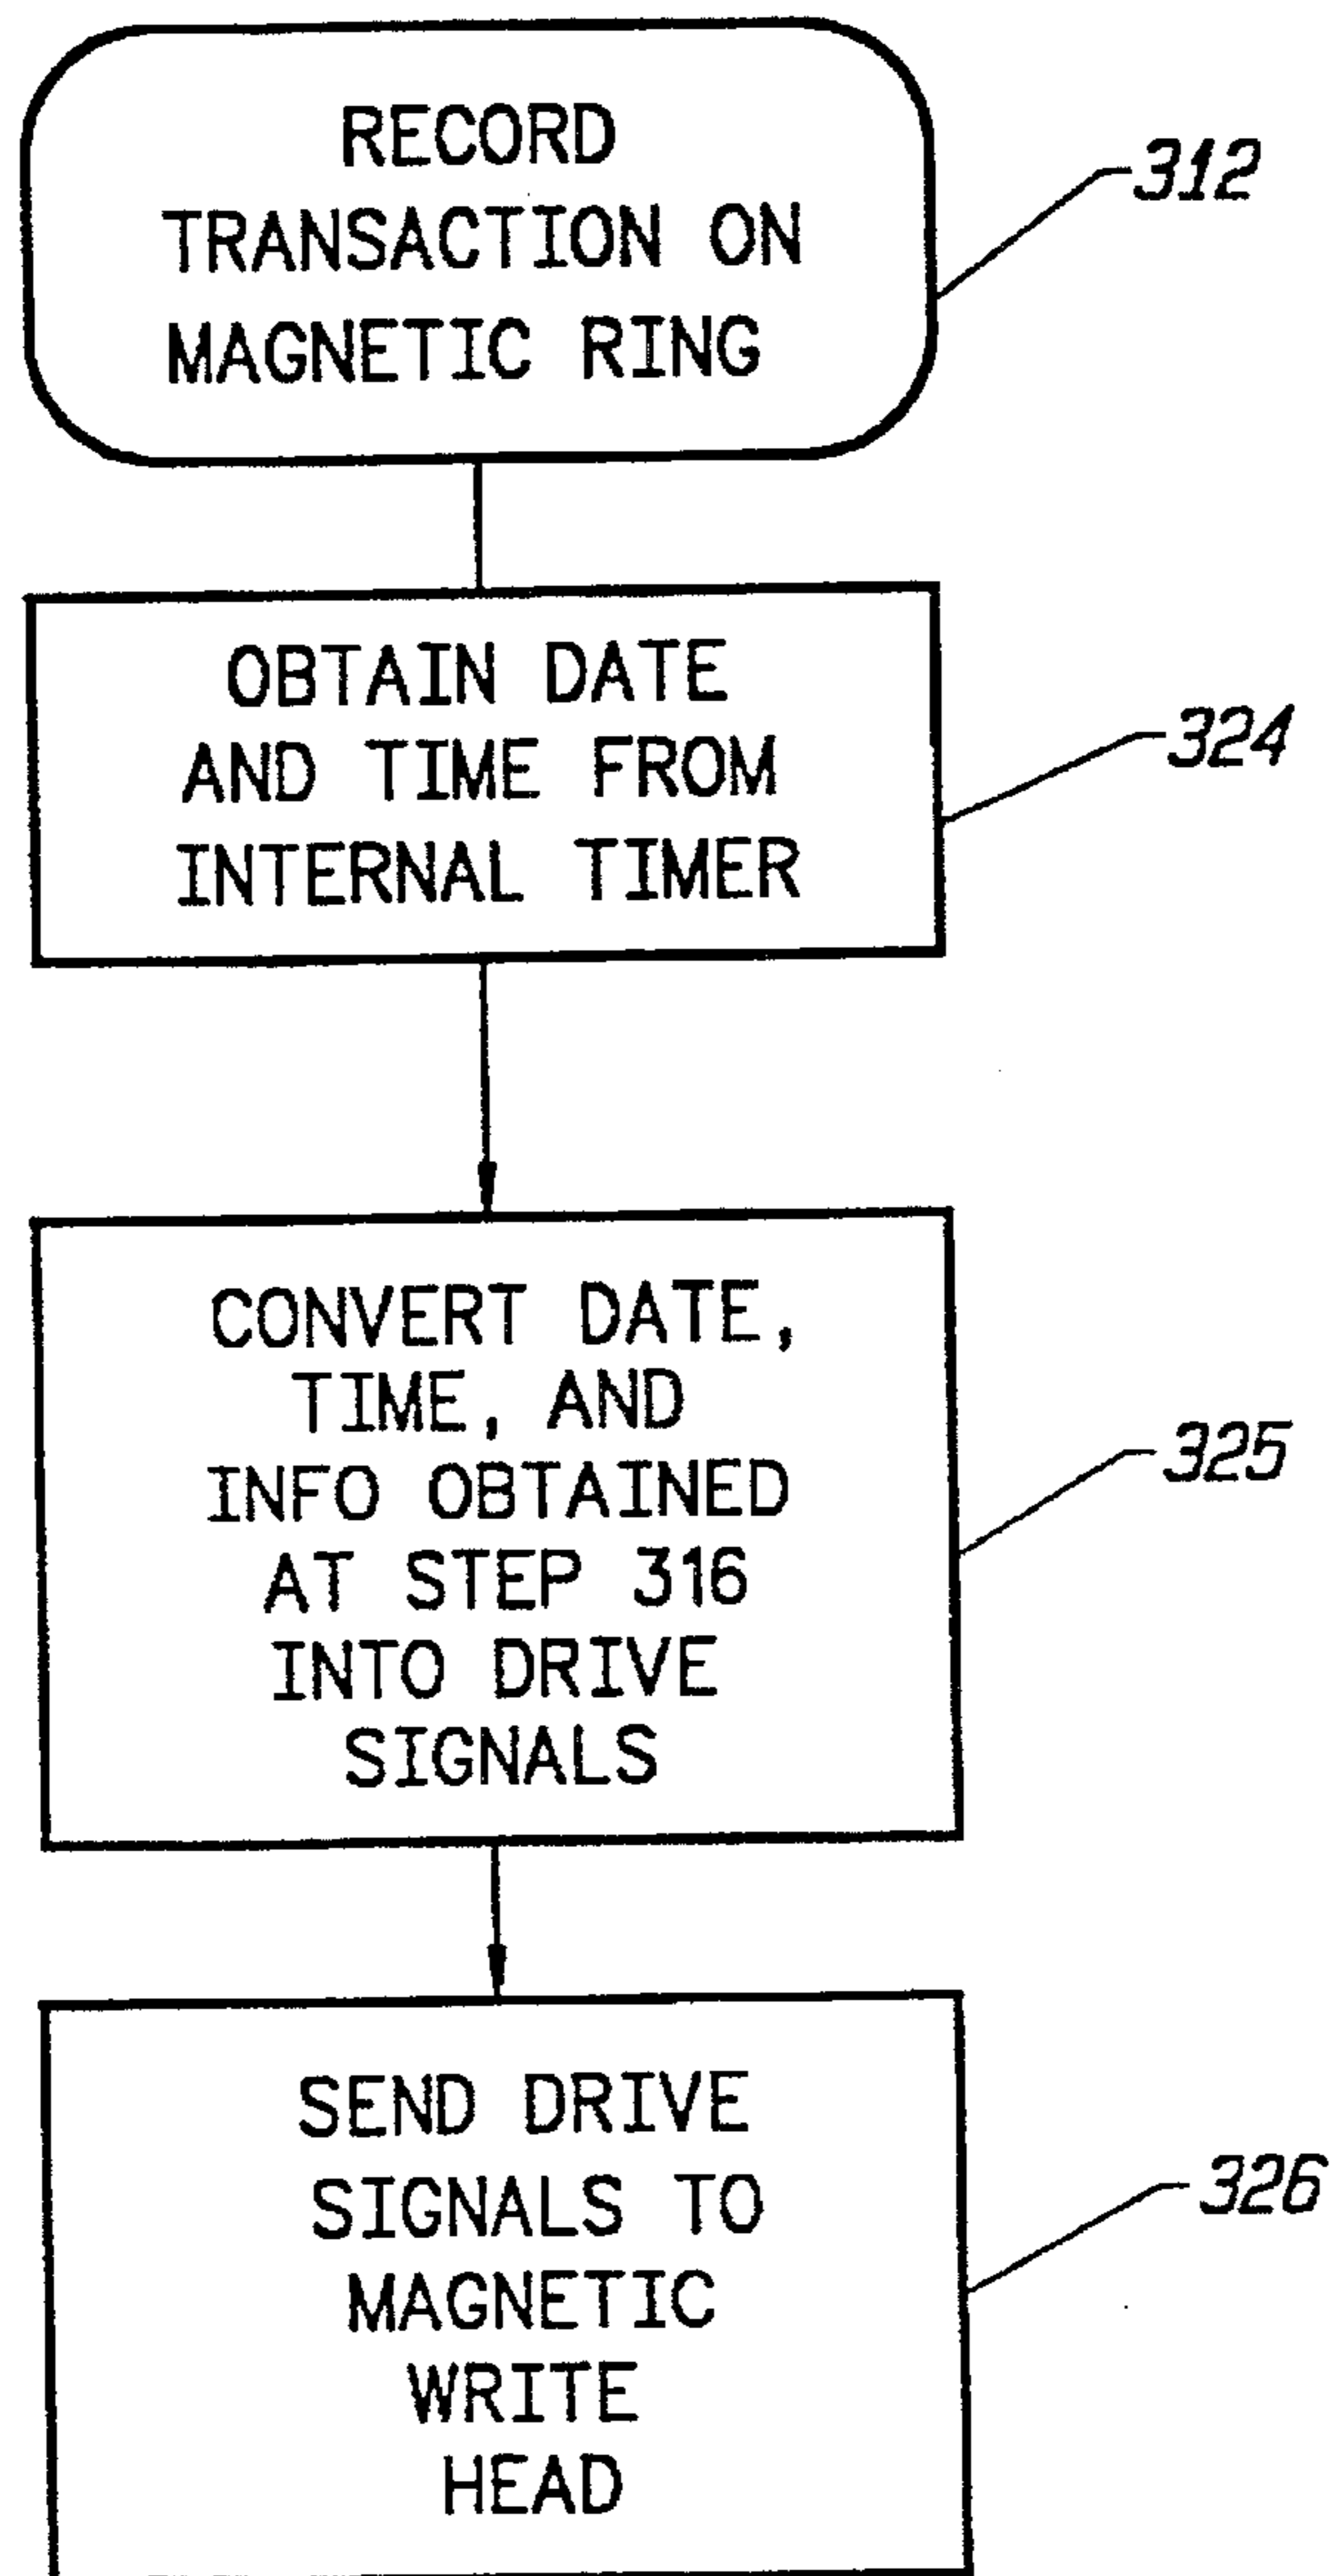 RECORD
TRANSACTION ON
MAGNETIC RING
312
OBTAIN DATE
AND TIME FROM
INTERNAL TIMER
324
CONVERT DATE,
TIME, AND
INFO OBTAINED
AT STEP 316
INTO DRIVE
SIGNALS
325
SEND DRIVE
SIGNALS TO
MAGNETIC
WRITE
HEAD
326